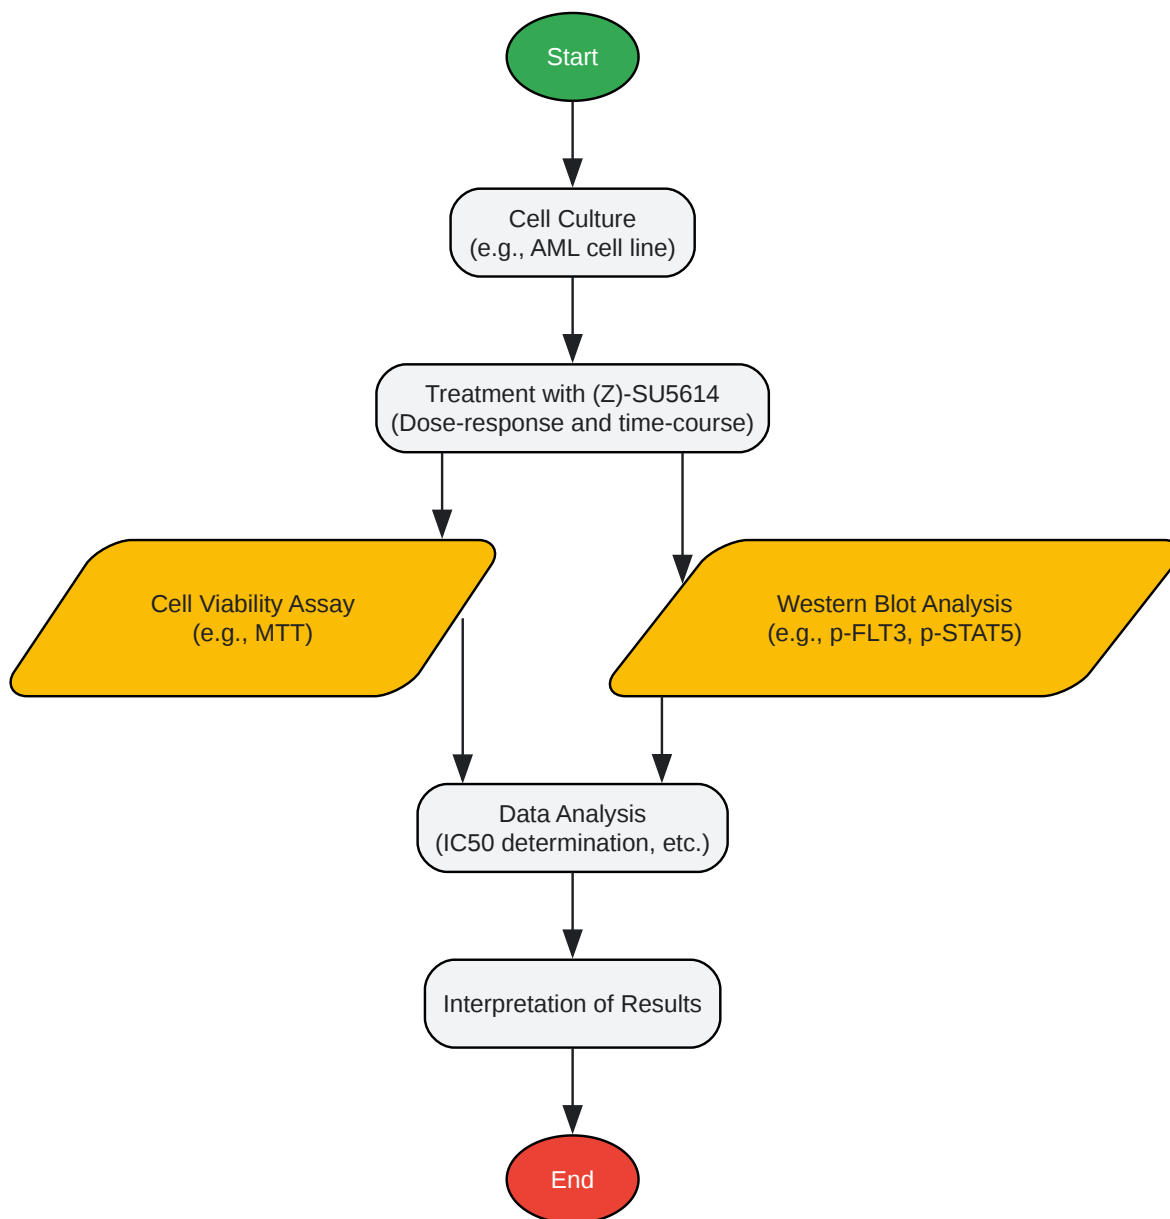 Start
Cell Culture
(e.g., AML cell line)
Treatment with (Z)-SU5614
(Dose-response and time-course)
Cell Viability Assay
(e.g., MTT)
Western Blot Analysis
(e.g., p-FLT3, p-STAT5)
Data Analysis
(IC50 determination, etc.)
Interpretation of Results
End